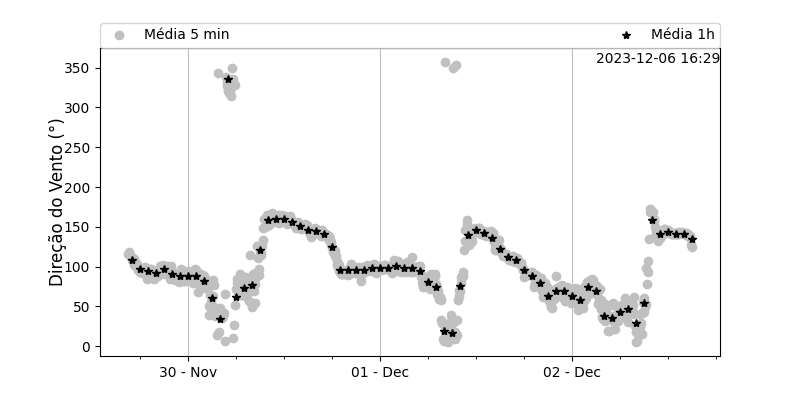 Média 5 min
Média 1h
2023-12-06 16:29
Direção do Vento (°)
350
300
250
200
150
100
50
0
30 - Nov
01 - Dec
02 - Dec